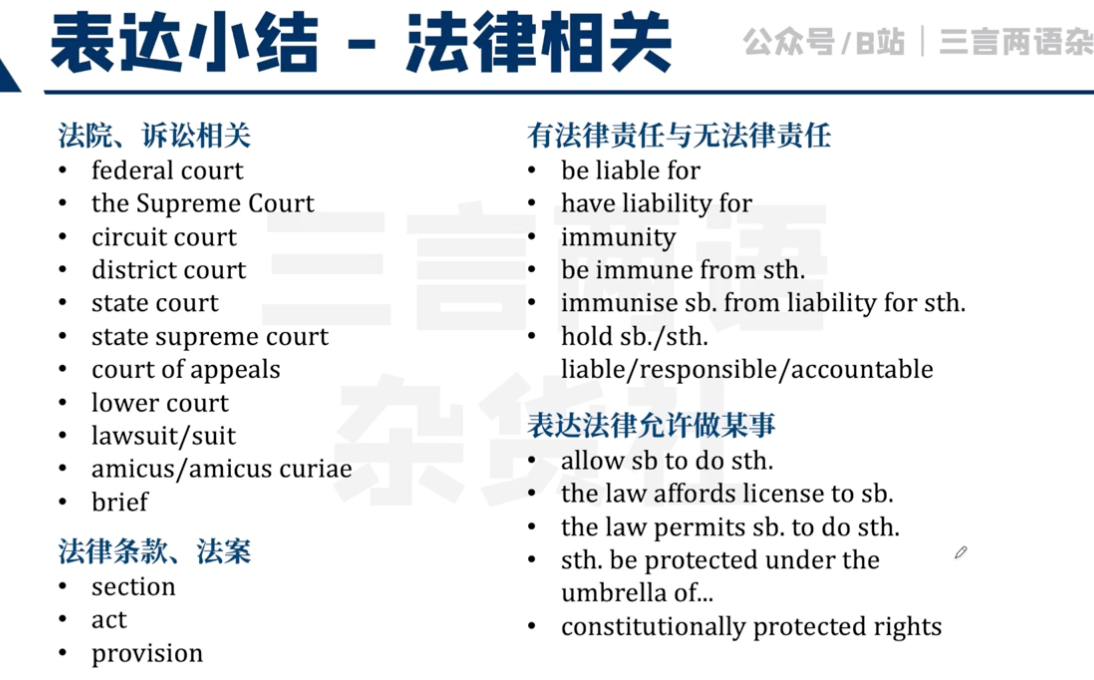 表达小结 - 法律相关
公众号/B站｜三言两语杂
法院、诉讼相关
• federal court
• the Supreme Court
• circuit court
• district court
• state court
• state supreme court
• court of appeals
• lower court
• lawsuit/suit
• amicus/amicus curiae
• brief
法律条款、法案
• section
• act
• provision
有法律责任与无法律责任
• be liable for
• have liability for
• immunity
• be immune from sth.
• immunise sb. from liability for sth.
• hold sb./sth.
liable/responsible/accountable
表达法律允许做某事
• allow sb to do sth.
• the law affords license to sb.
• the law permits sb. to do sth.
• sth. be protected under the
umbrella of...
• constitutionally protected rights
三言两语
杂货社